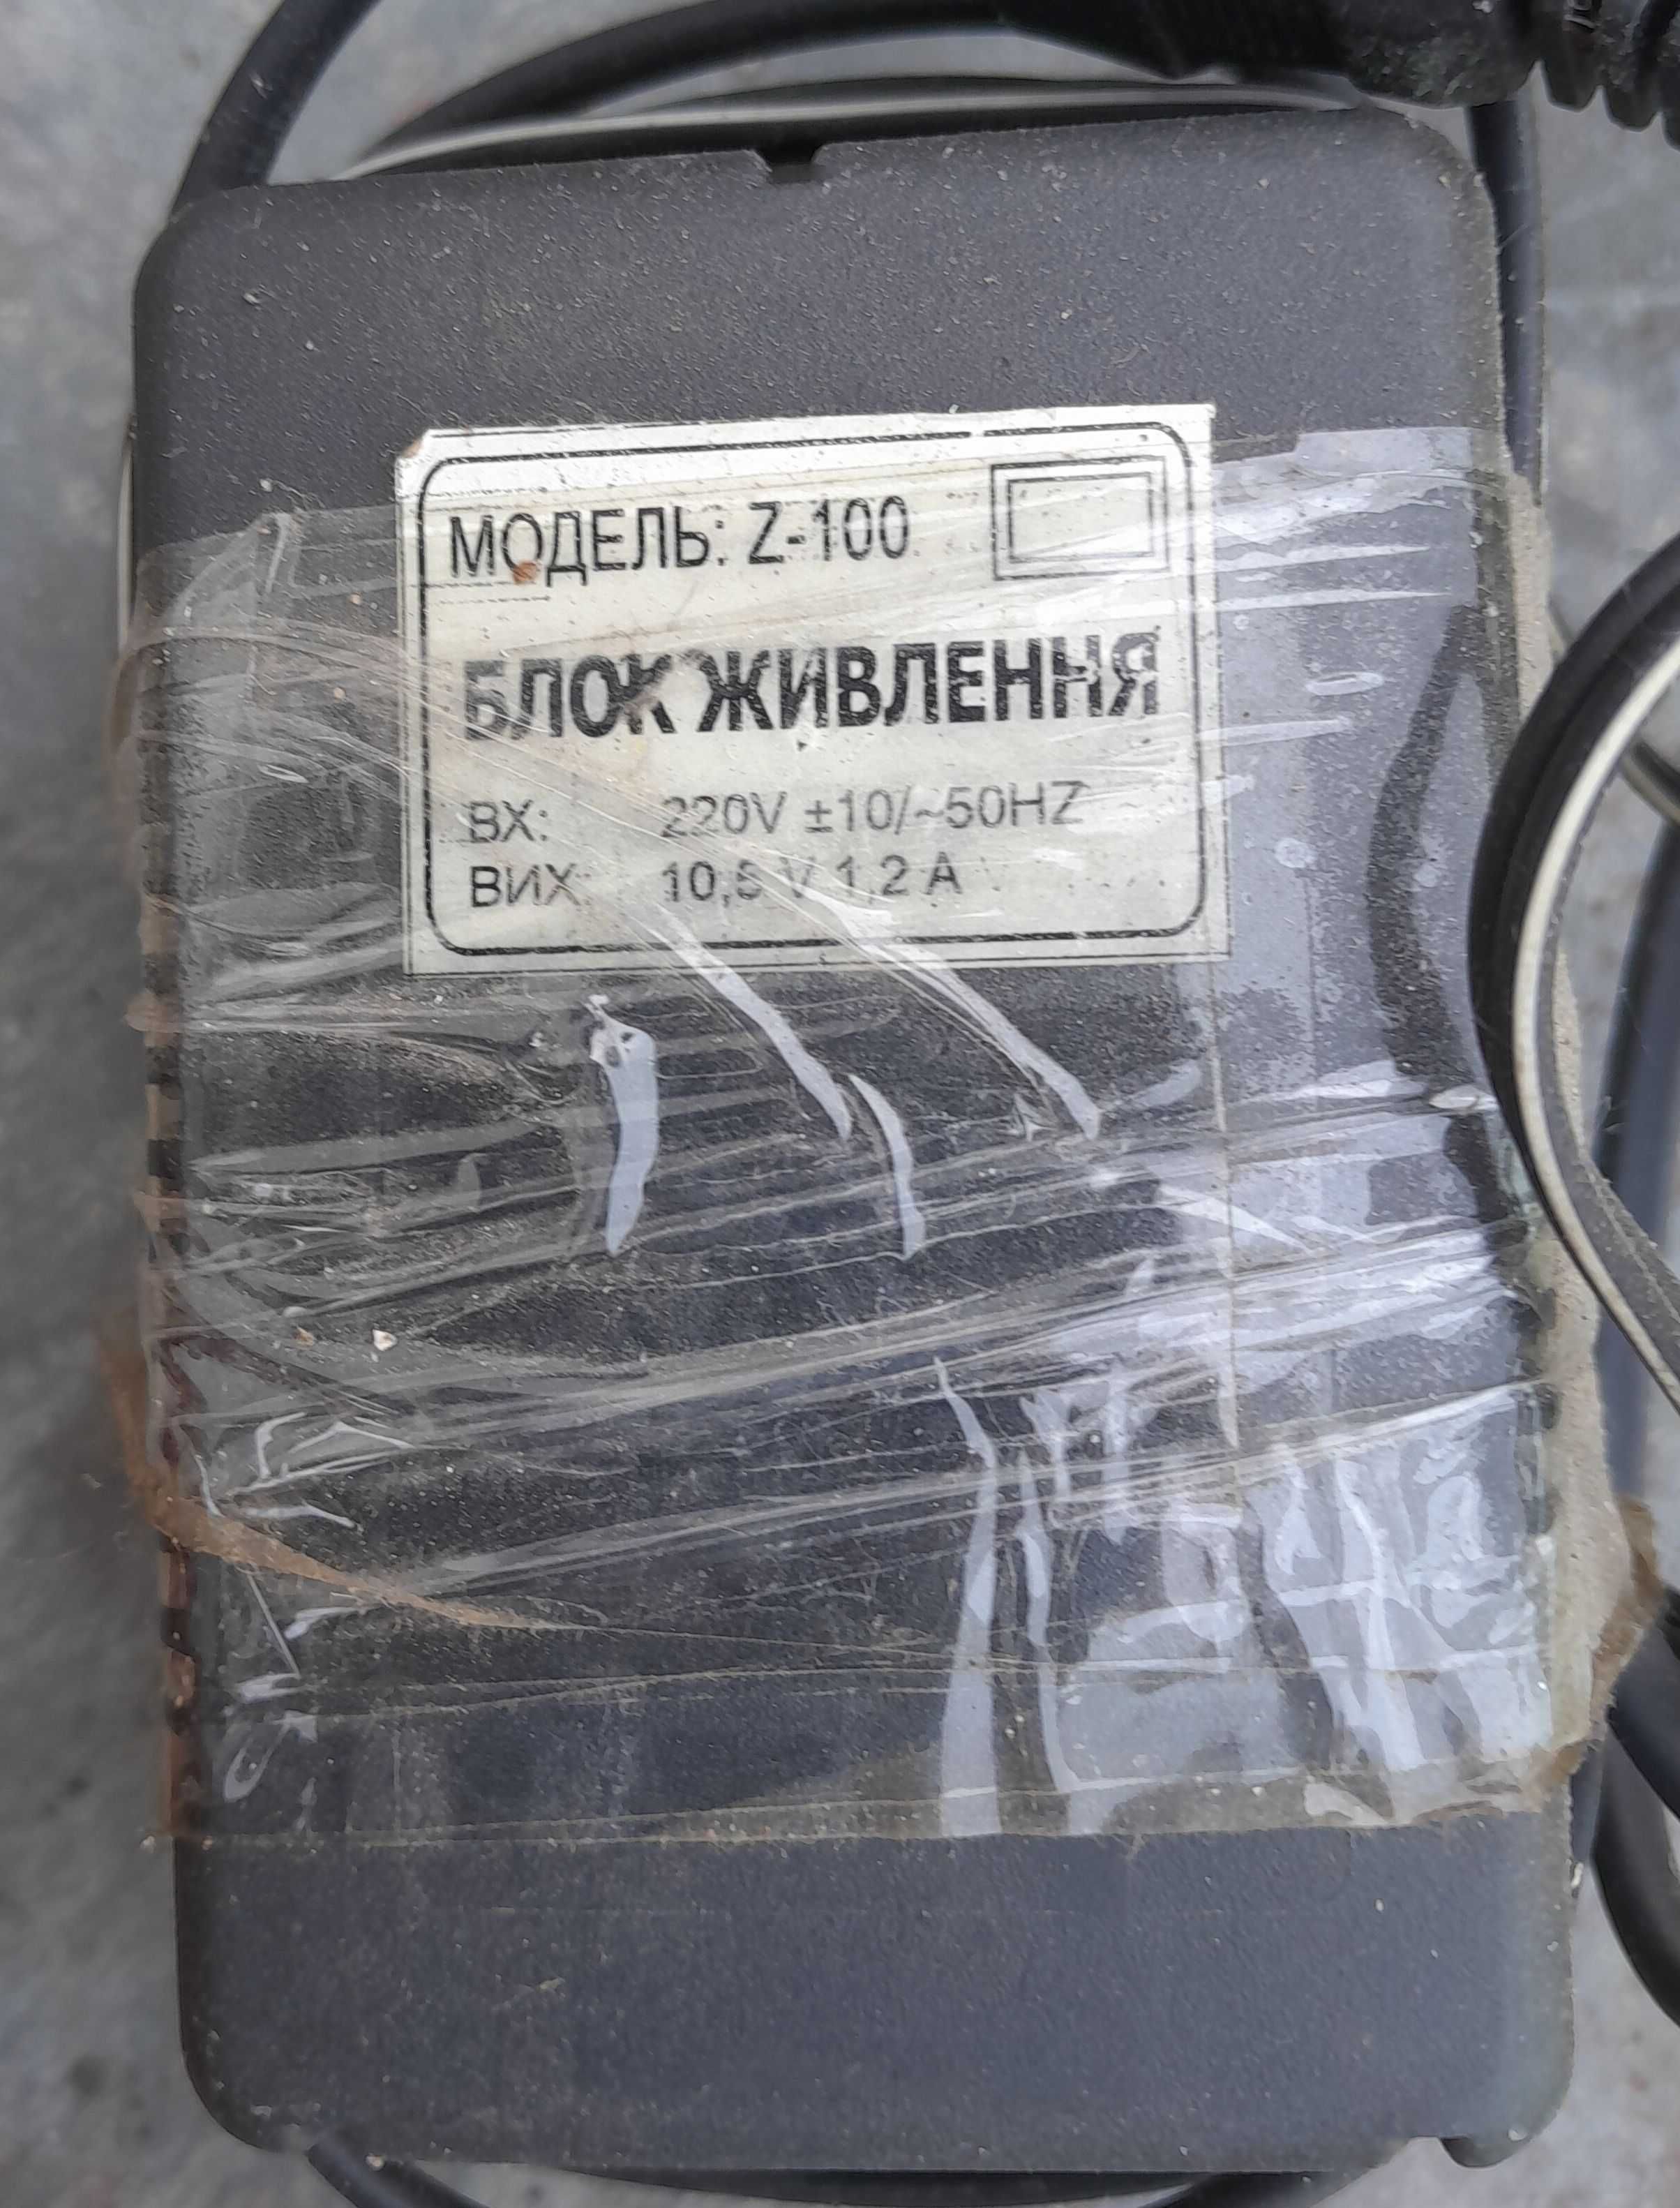 МОДЕЛЬ: Z-100
БЛОК ЖИВЛЕННЯ
ВХ: 220V ±10/~50HZ
ВИХ: 10,5 V 1,2 A